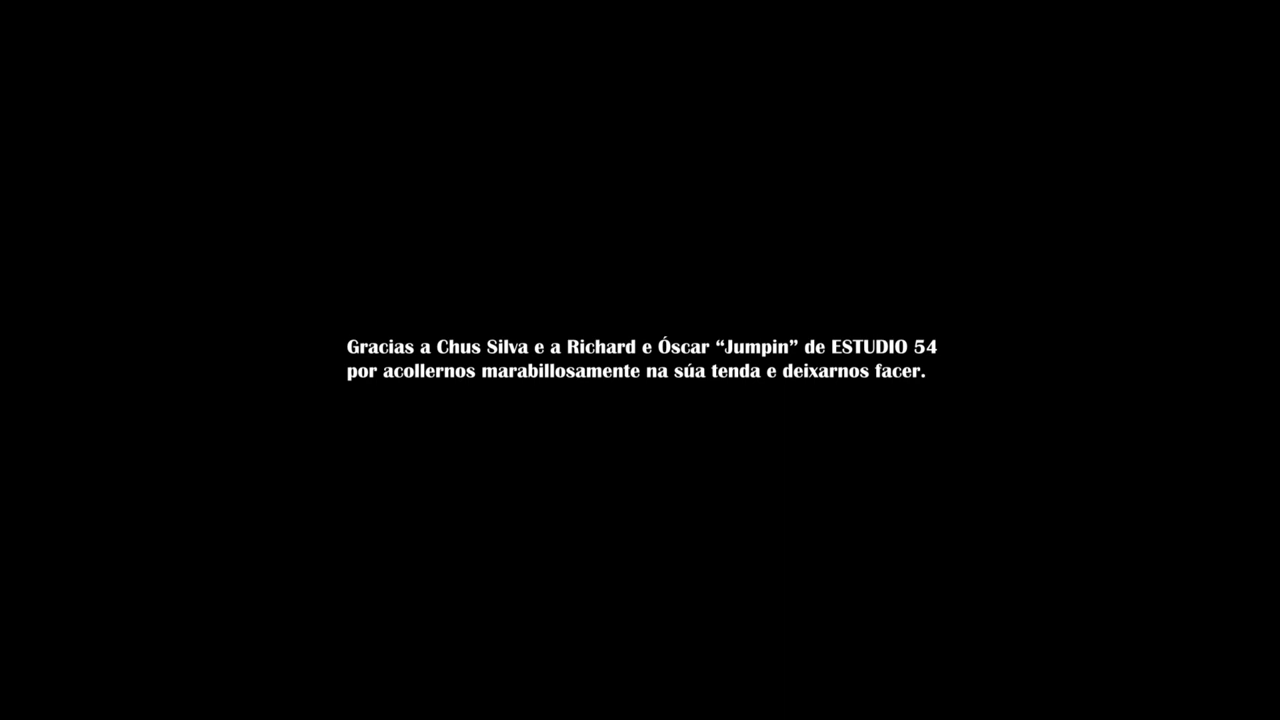 Gracias a Chus Silva e a Richard e Óscar “Jumpin” de ESTUDIO 54
por acollernos marabillosamente na súa tenda e deixarnos facer.